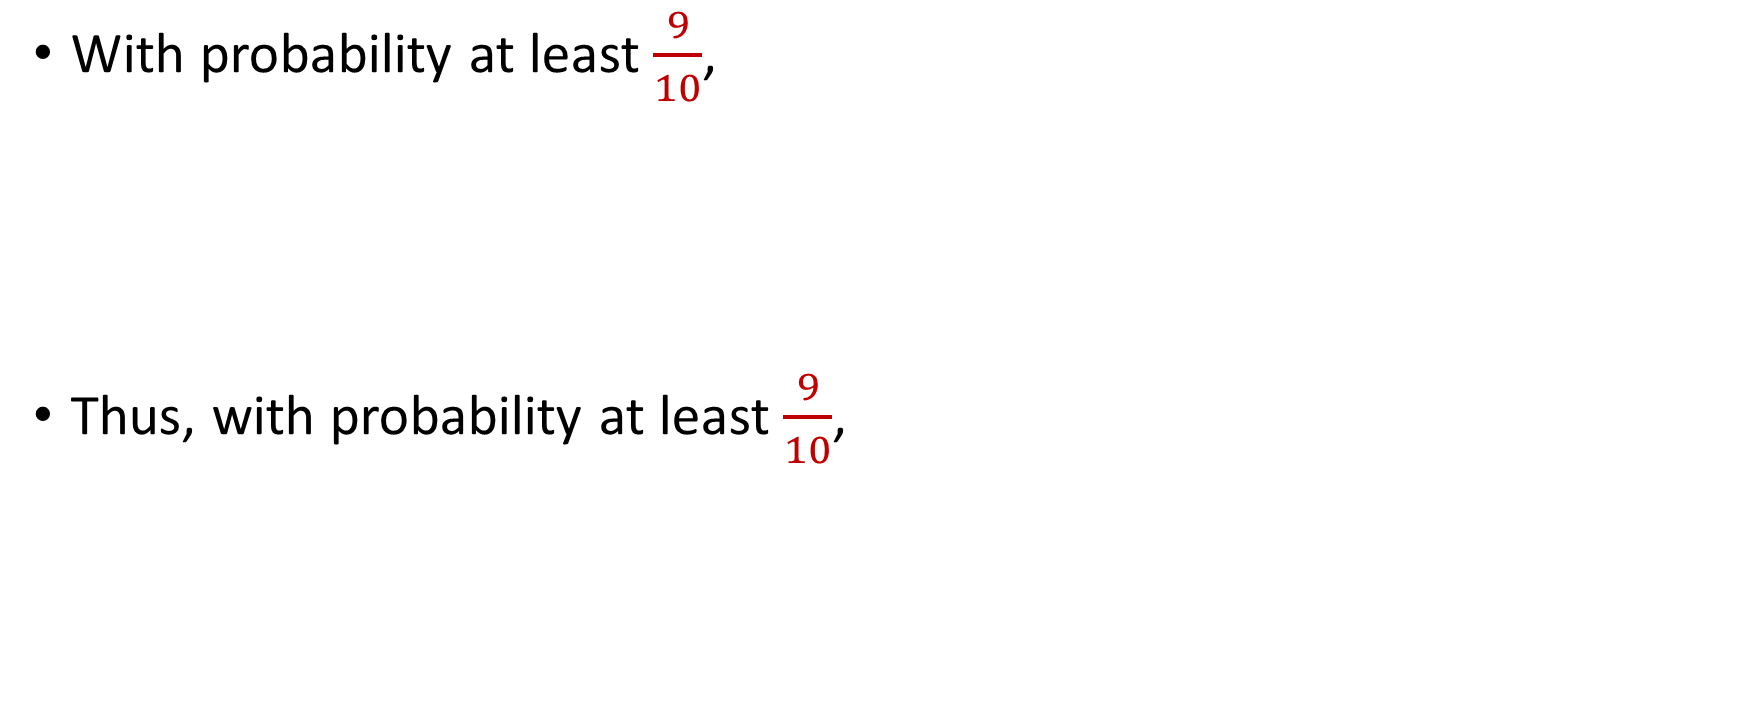 • With probability at least 9/10,
• Thus, with probability at least 9/10,